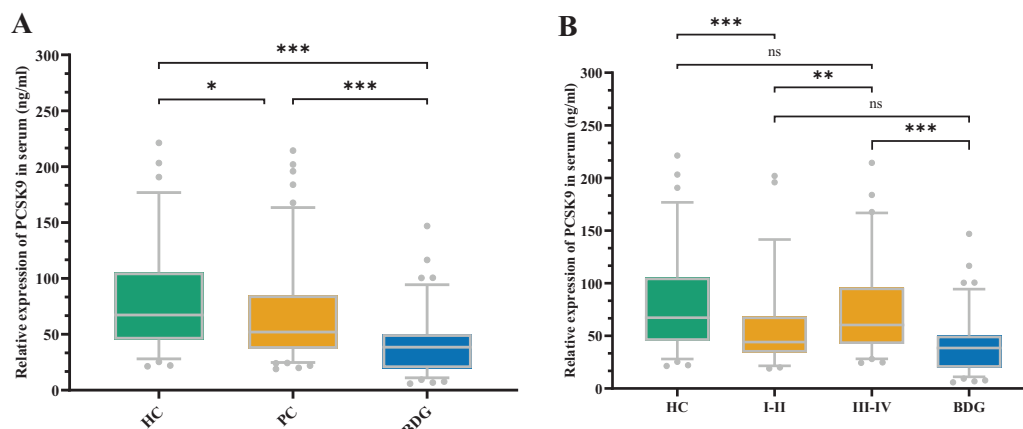 A
Relative expression of PCSK9 in serum (ng/ml)
300
250
200
150
100
50
0
***
*
***
HC
PC
BDG
B
Relative expression of PCSK9 in serum (ng/ml)
300
250
200
150
100
50
0
***
ns
**
ns
***
HC
I-II
III-IV
BDG